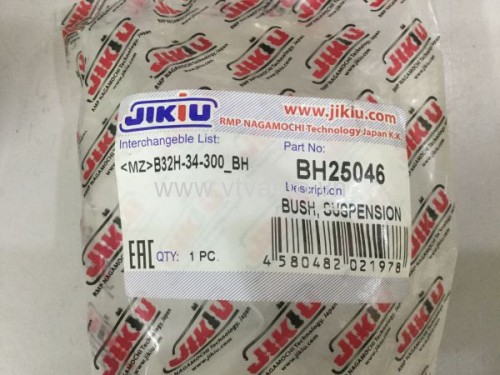 JIKIU
www.jikiu.com
RMP NAGAMOCHI Technology Japan K.K.
Interchangeble List:
<MZ>B32H-34-300_BH
Part No:
BH25046
Description
BUSH, SUSPENSION
EAC QTY: 1 PC.
4 580482 021978